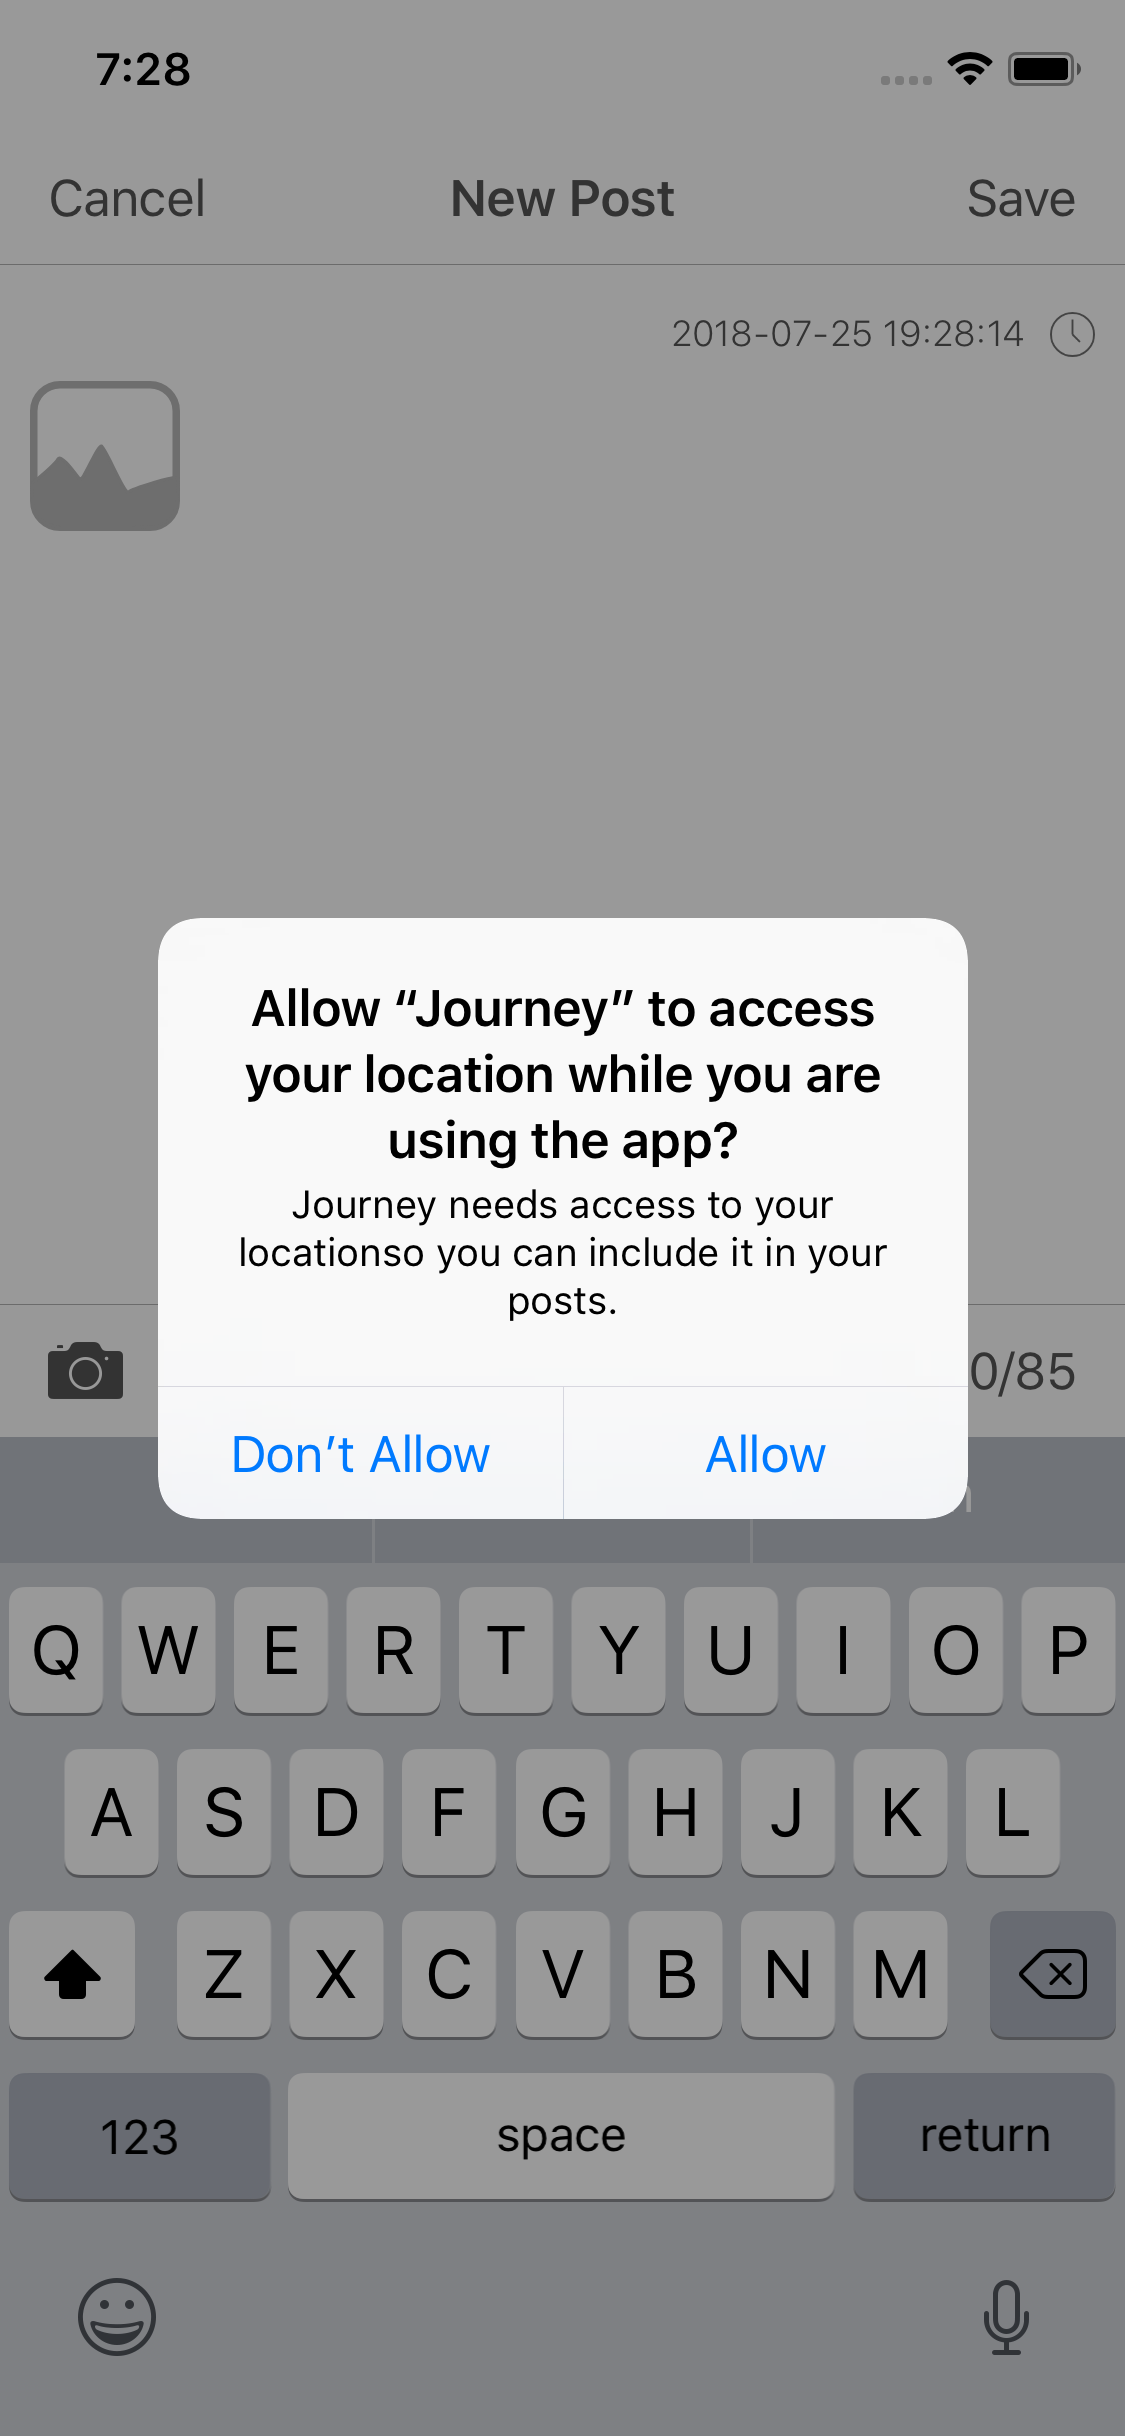 7:28
Cancel New Post Save
2018-07-25 19:28:14
Allow “Journey” to access
your location while you are
using the app?
Journey needs access to your
locationso you can include it in your
posts.
0/85
Don’t Allow Allow
Q W E R T Y U I O P
A S D F G H J K L
Z X C V B N M
123 space return